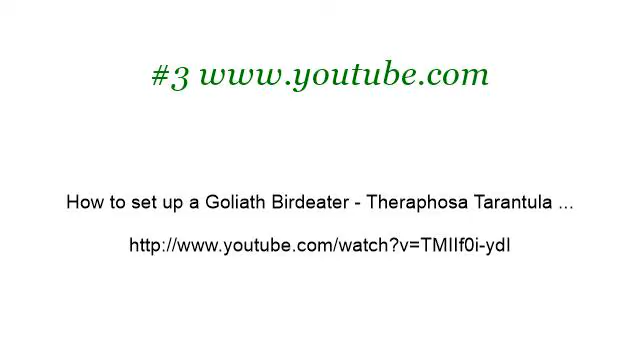 #3 www.youtube.com
How to set up a Goliath Birdeater - Theraphosa Tarantula ...
http://www.youtube.com/watch?v=TMIIf0i-ydI